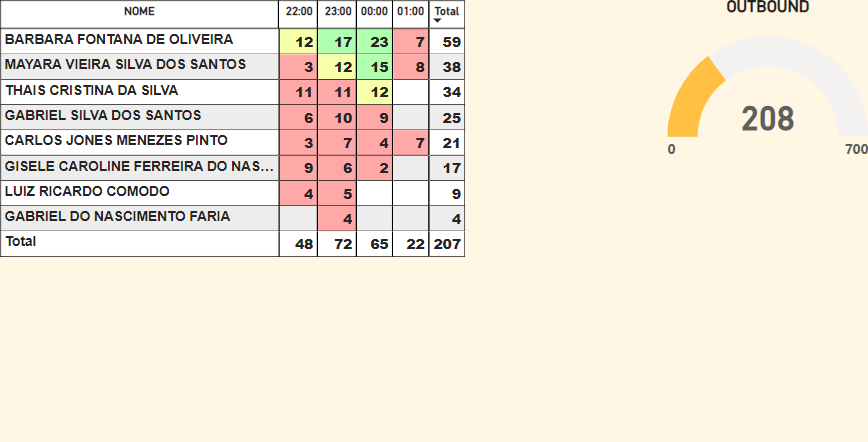 NOME 22:00 23:00 00:00 01:00 Total
BARBARA FONTANA DE OLIVEIRA 12 17 23 7 59
MAYARA VIEIRA SILVA DOS SANTOS 3 12 15 8 38
THAIS CRISTINA DA SILVA 11 11 12 34
GABRIEL SILVA DOS SANTOS 6 10 9 25
CARLOS JONES MENEZES PINTO 3 7 4 7 21
GISELE CAROLINE FERREIRA DO NAS... 9 6 2 17
LUIZ RICARDO COMODO 4 5 9
GABRIEL DO NASCIMENTO FARIA 4 4
Total 48 72 65 22 207
OUTBOUND
208
0 700